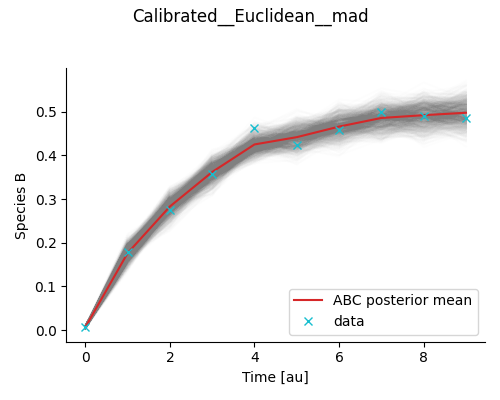 Calibrated__Euclidean__mad
Species B
0.5
0.4
0.3
0.2
0.1
0.0
0 2 4 6 8
Time [au]
ABC posterior mean
data